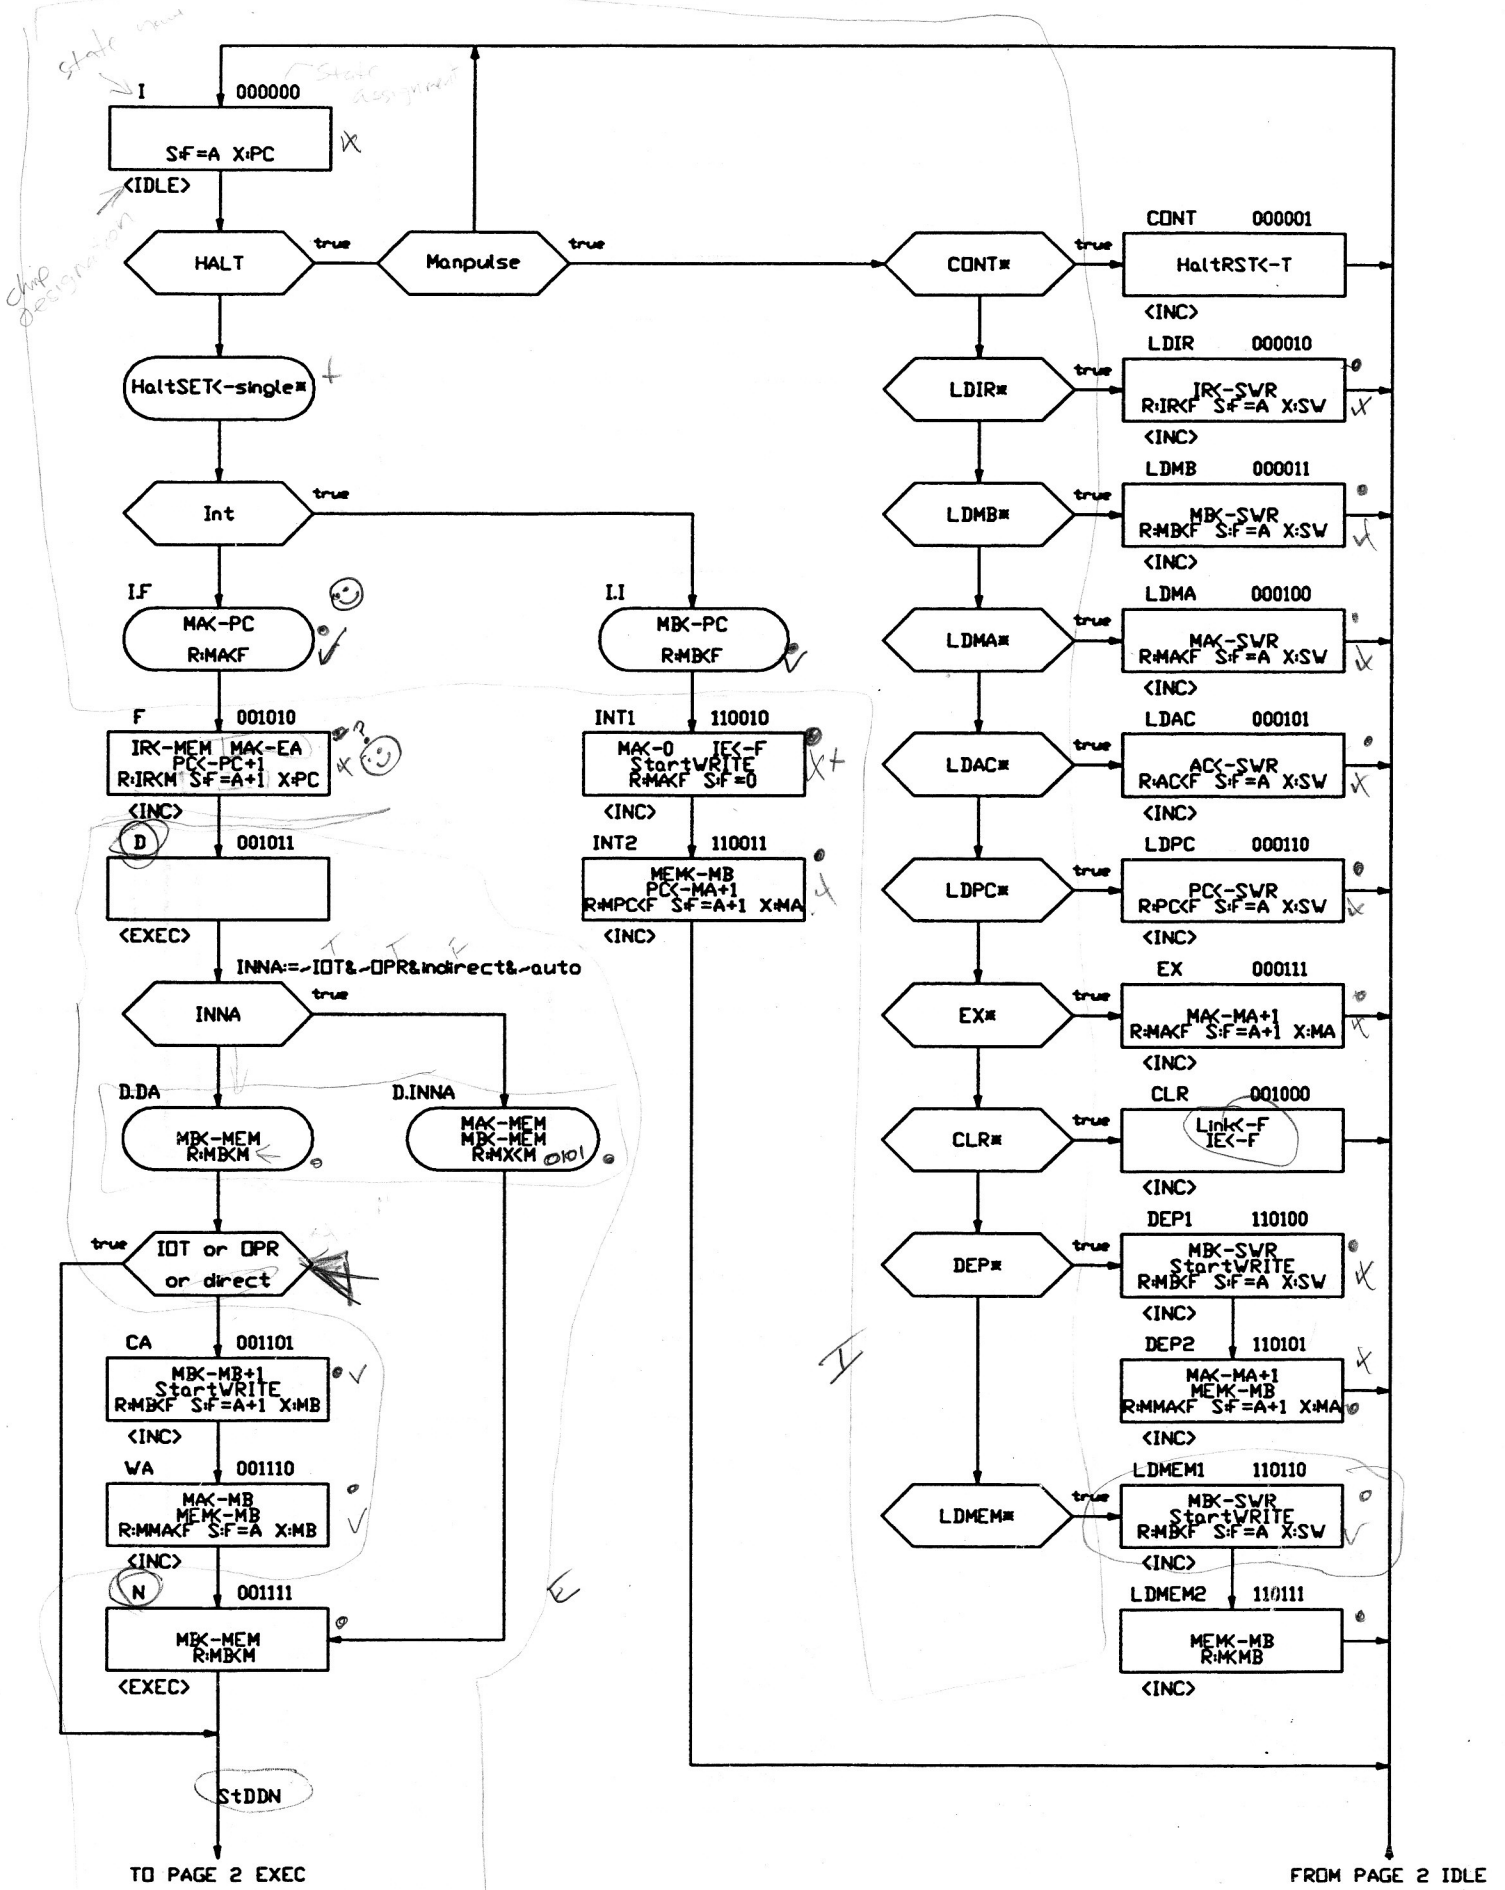 state name
State
assignment
I 000000
S:F=A X:PC
<IDLE>
chip
designation
HALT
true
Manpulse
true
CONT*
true
CONT 000001
HaltRST<-T
<INC>
HaltSET<-single*
LDIR*
true
LDIR 000010
IR<-SWR
R:IR<F S:F=A X:SW
<INC>
Int
true
LDMB*
true
LDMB 000011
MB<-SWR
R:MB<F S:F=A X:SW
<INC>
I.F
MA<-PC
R:MA<F
I.I
MB<-PC
R:MB<F
LDMA*
true
LDMA 000100
MA<-SWR
R:MA<F S:F=A X:SW
<INC>
F 001010
IR<-MEM MA<-EA
PC<-PC+1
R:IR<M S:F=A+1 X:PC
<INC>
?
INT1 110010
MA<-0 IE<-F
StartWRITE
R:MA<F S:F=0
<INC>
LDAC*
true
LDAC 000101
AC<-SWR
R:AC<F S:F=A X:SW
<INC>
D 001011
<EXEC>
INT2 110011
MEM<-MB
PC<-MA+1
R:MPC<F S:F=A+1 X:MA
<INC>
LDPC*
true
LDPC 000110
PC<-SWR
R:PC<F S:F=A X:SW
<INC>
T T F
INNA:=~IOT&~OPR&indirect&~auto
INNA
true
EX*
true
EX 000111
MA<-MA+1
R:MA<F S:F=A+1 X:MA
<INC>
D.DA
MB<-MEM
R:MB<M
D.INNA
MA<-MEM
MB<-MEM
R:MX<M 0101
CLR*
true
CLR 001000
Link<-F
IE<-F
<INC>
true
IOT or OPR
or direct
DEP*
true
DEP1 110100
MB<-SWR
StartWRITE
R:MB<F S:F=A X:SW
<INC>
I
DEP2 110101
MA<-MA+1
MEM<-MB
R:MMA<F S:F=A+1 X:MA
<INC>
CA 001101
MB<-MB+1
StartWRITE
R:MB<F S:F=A+1 X:MB
<INC>
WA 001110
MA<-MB
MEM<-MB
R:MMA<F S:F=A X:MB
<INC>
LDMEM*
true
LDMEM1 110110
MB<-SWR
StartWRITE
R:MB<F S:F=A X:SW
<INC>
E
N 001111
MB<-MEM
R:MB<M
<EXEC>
LDMEM2 110111
MEM<-MB
R:M<MB
<INC>
StDDN
TO PAGE 2 EXEC
FROM PAGE 2 IDLE